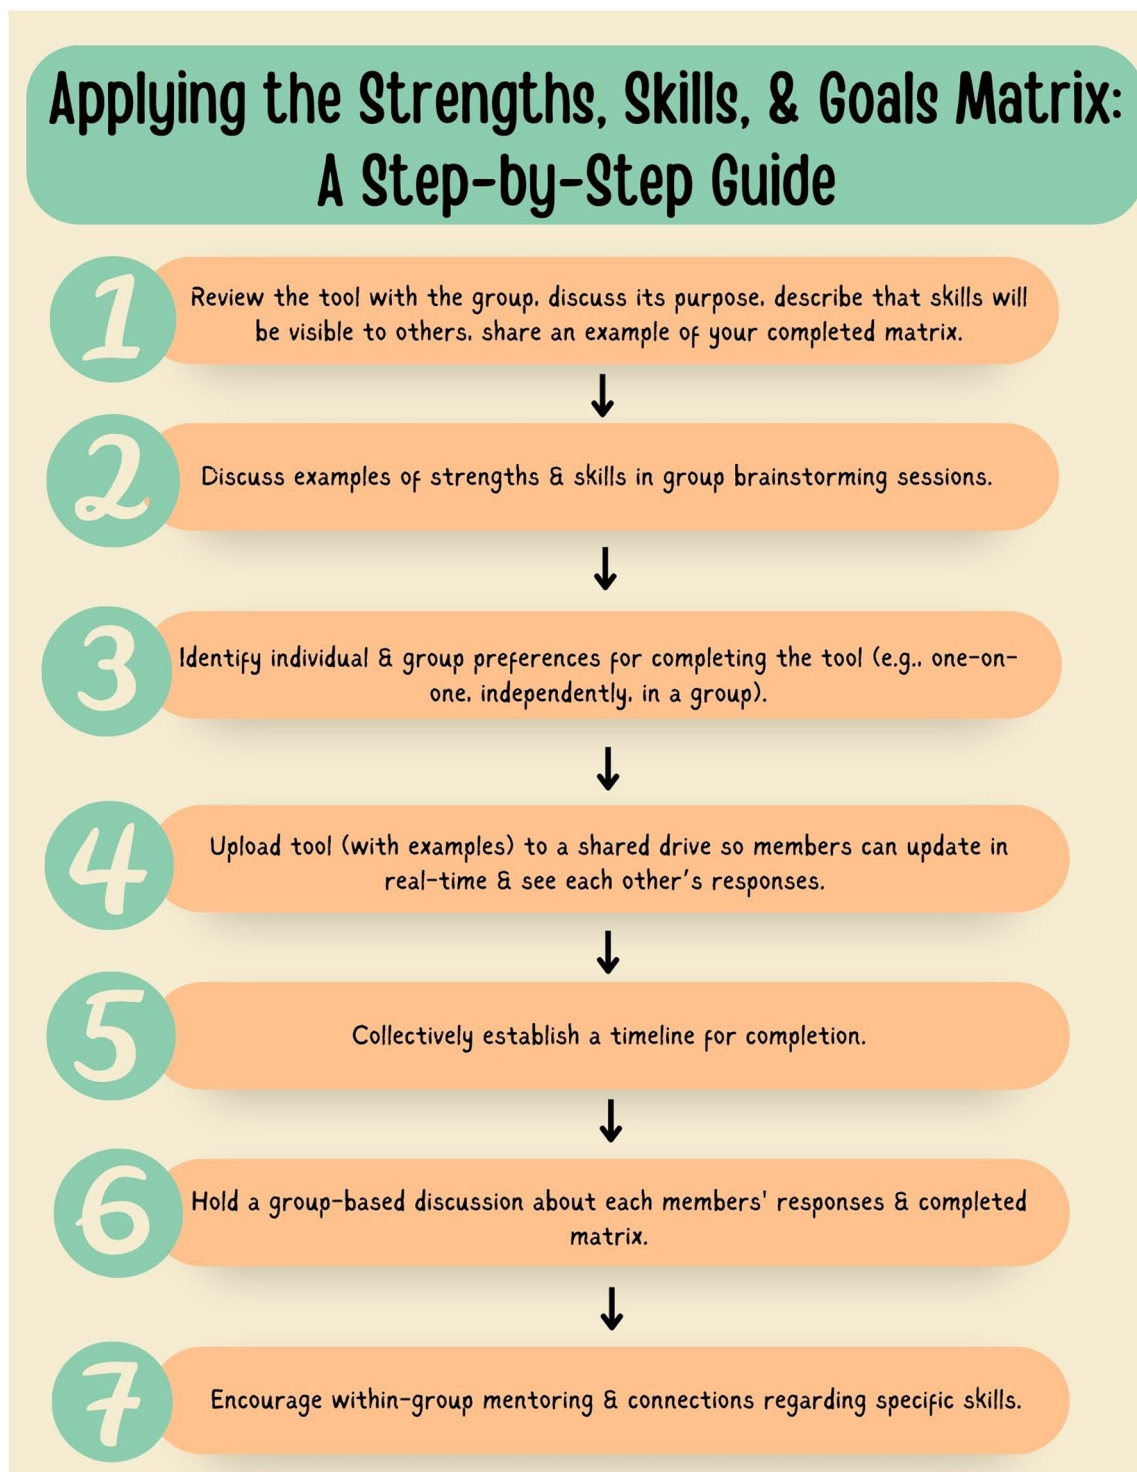 Applying the Strengths, Skills, & Goals Matrix:
A Step-by-Step Guide
1
Review the tool with the group, discuss its purpose, describe that skills will
be visible to others, share an example of your completed matrix.
2
Discuss examples of strengths & skills in group brainstorming sessions.
3
Identify individual & group preferences for completing the tool (e.g., one-on-
one, independently, in a group).
4
Upload tool (with examples) to a shared drive so members can update in
real-time & see each other's responses.
5
Collectively establish a timeline for completion.
6
Hold a group-based discussion about each members' responses & completed
matrix.
7
Encourage within-group mentoring & connections regarding specific skills.